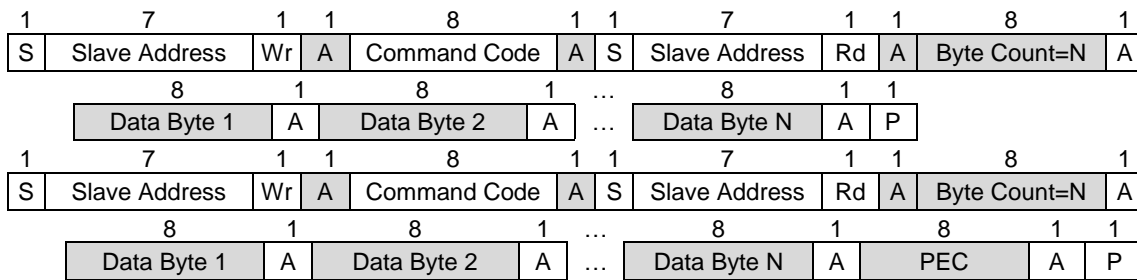 1 7 1 1 8 1 1 7 1 1 8 1
S Slave Address Wr A Command Code A S Slave Address Rd A Byte Count=N A
8 1 8 1 … 8 1 1
Data Byte 1 A Data Byte 2 A … Data Byte N A P
1 7 1 1 8 1 1 7 1 1 8 1
S Slave Address Wr A Command Code A S Slave Address Rd A Byte Count=N A
8 1 8 1 … 8 1 8 1 1
Data Byte 1 A Data Byte 2 A … Data Byte N A PEC A P